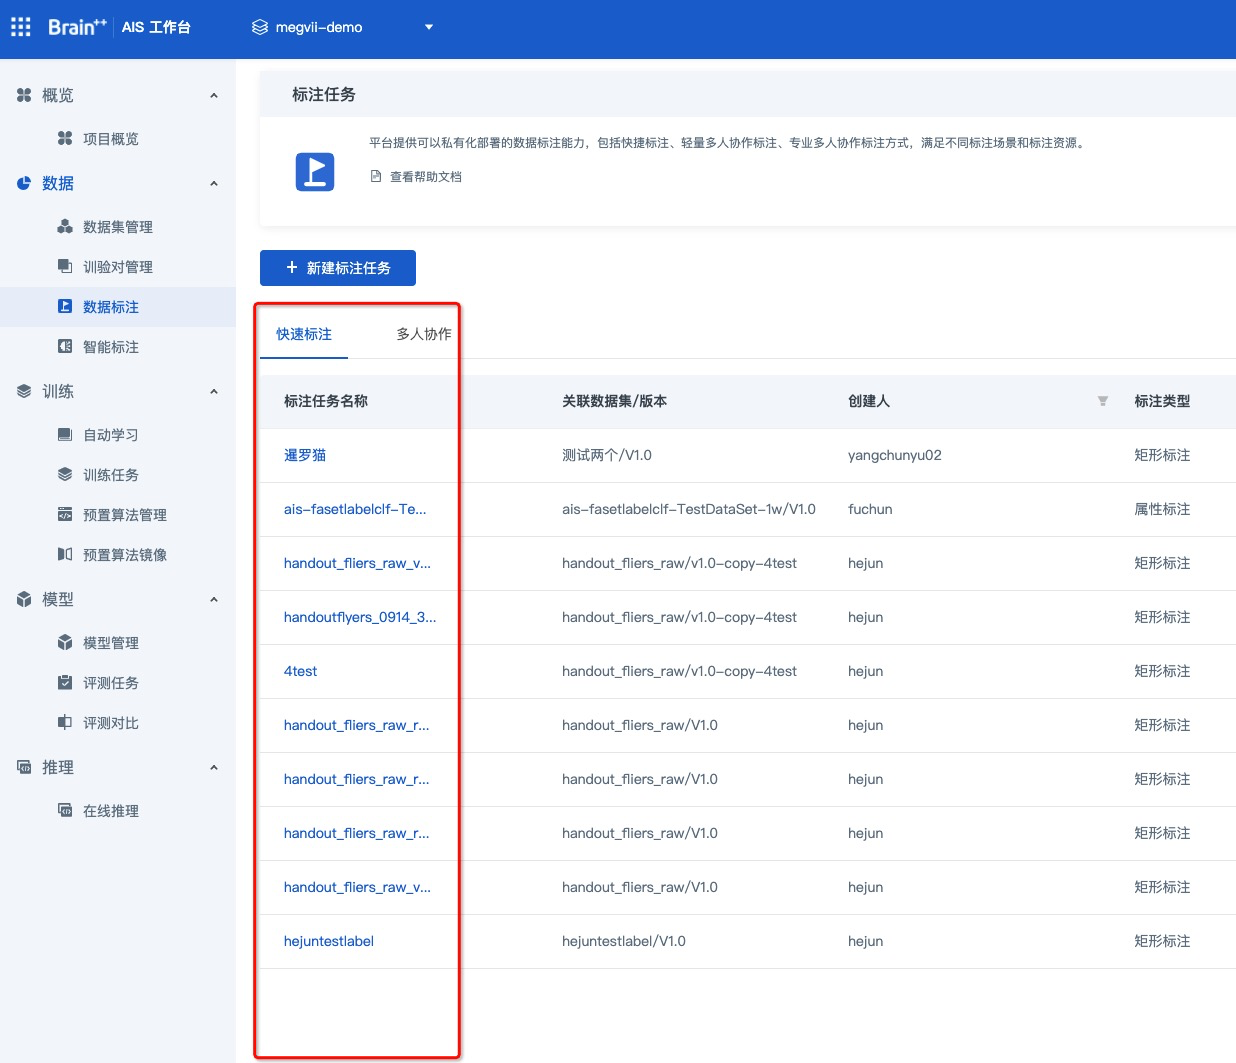 Brain++ AIS 工作台 megvii-demo
概览
项目概览
数据
数据集管理
训验对管理
数据标注
智能标注
训练
自动学习
训练任务
预置算法管理
预置算法镜像
模型
模型管理
评测任务
评测对比
推理
在线推理
标注任务
平台提供可以私有化部署的数据标注能力，包括快捷标注、轻量多人协作标注、专业多人协作标注方式，满足不同标注场景和标注资源。
查看帮助文档
+ 新建标注任务
快速标注 多人协作
标注任务名称 关联数据集/版本 创建人 标注类型
暹罗猫 测试两个/V1.0 yangchunyu02 矩形标注
ais-fasetlabelclf-Te... ais-fasetlabelclf-TestDataSet-1w/V1.0 fuchun 属性标注
handout_fliers_raw_v... handout_fliers_raw/v1.0-copy-4test hejun 矩形标注
handoutflyers_0914_3... handout_fliers_raw/v1.0-copy-4test hejun 矩形标注
4test handout_fliers_raw/v1.0-copy-4test hejun 矩形标注
handout_fliers_raw_r... handout_fliers_raw/V1.0 hejun 矩形标注
handout_fliers_raw_r... handout_fliers_raw/V1.0 hejun 矩形标注
handout_fliers_raw_r... handout_fliers_raw/V1.0 hejun 矩形标注
handout_fliers_raw_v... handout_fliers_raw/V1.0 hejun 矩形标注
hejuntestlabel hejuntestlabel/V1.0 hejun 矩形标注